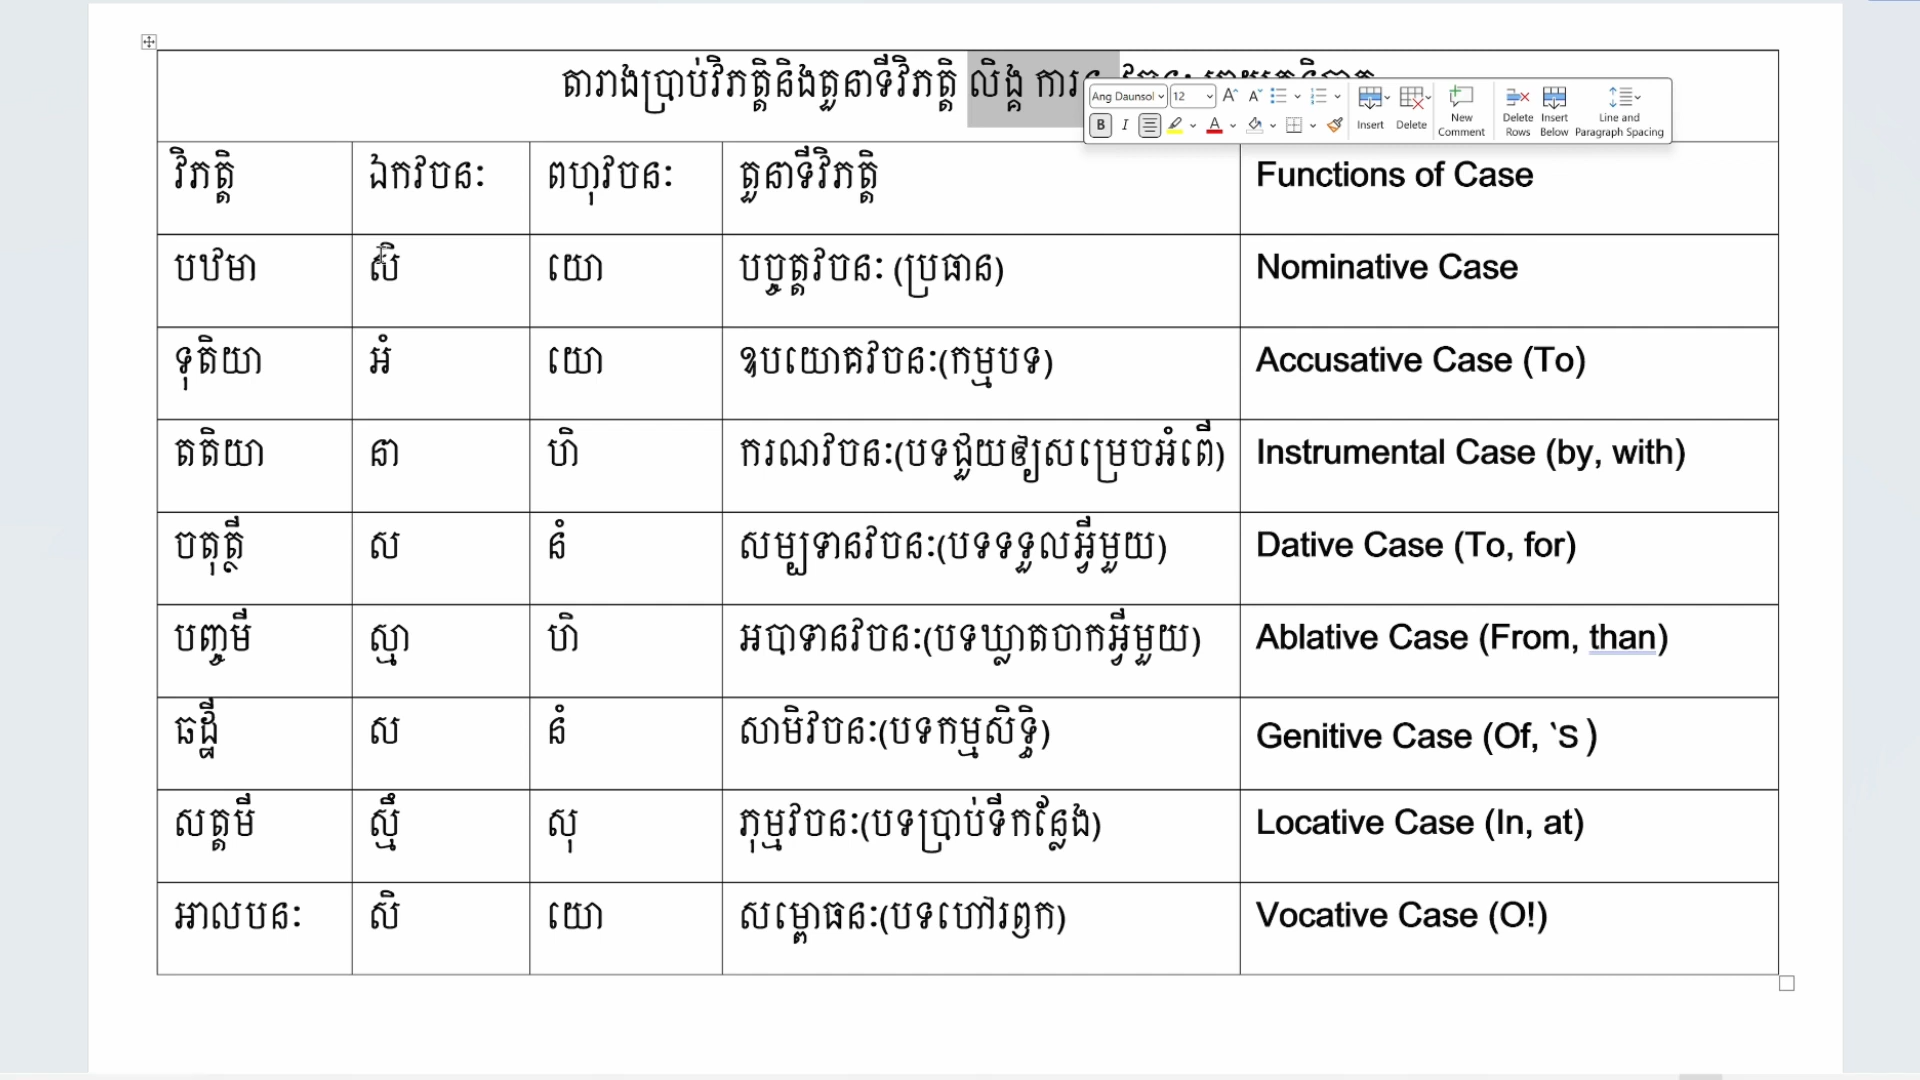 តារាងប្រាប់វិភត្តិនិងតួនាទីវិភត្តិ លិង្គ
Ang Daunsol 12
B I A Insert Delete New Comment Delete Rows Insert Below Line and Paragraph Spacing
វិភត្តិ ឯកវចនៈ ពហុវចនៈ តួនាទីវិភត្តិ Functions of Case
បឋមា សិ យោ បច្ចត្តវចនៈ (ប្រធាន) Nominative Case
ទុតិយា អំ យោ ឧបយោគវចនៈ(កម្មបទ) Accusative Case (To)
តតិយា នា ហិ ករណវចនៈ(បទជួយឲ្យសម្រេចអំពើ) Instrumental Case (by, with)
ចតុត្ថី ស នំ សម្បទានវចនៈ(បទទទួលអ្វីមួយ) Dative Case (To, for)
បញ្ចមី ស្មា ហិ អបាទានវចនៈ(បទឃ្លាតចាកអ្វីមួយ) Ablative Case (From, than)
ឆដ្ឋី ស នំ សាមិវចនៈ(បទកម្មសិទ្ធិ) Genitive Case (Of, `s )
សត្តមី ស្មឹ សុ ភុម្មវចនៈ(បទប្រាប់ទីកន្លែង) Locative Case (In, at)
អាលបនៈ សិ យោ សម្ពោធនៈ(បទហៅរឭក) Vocative Case (O!)